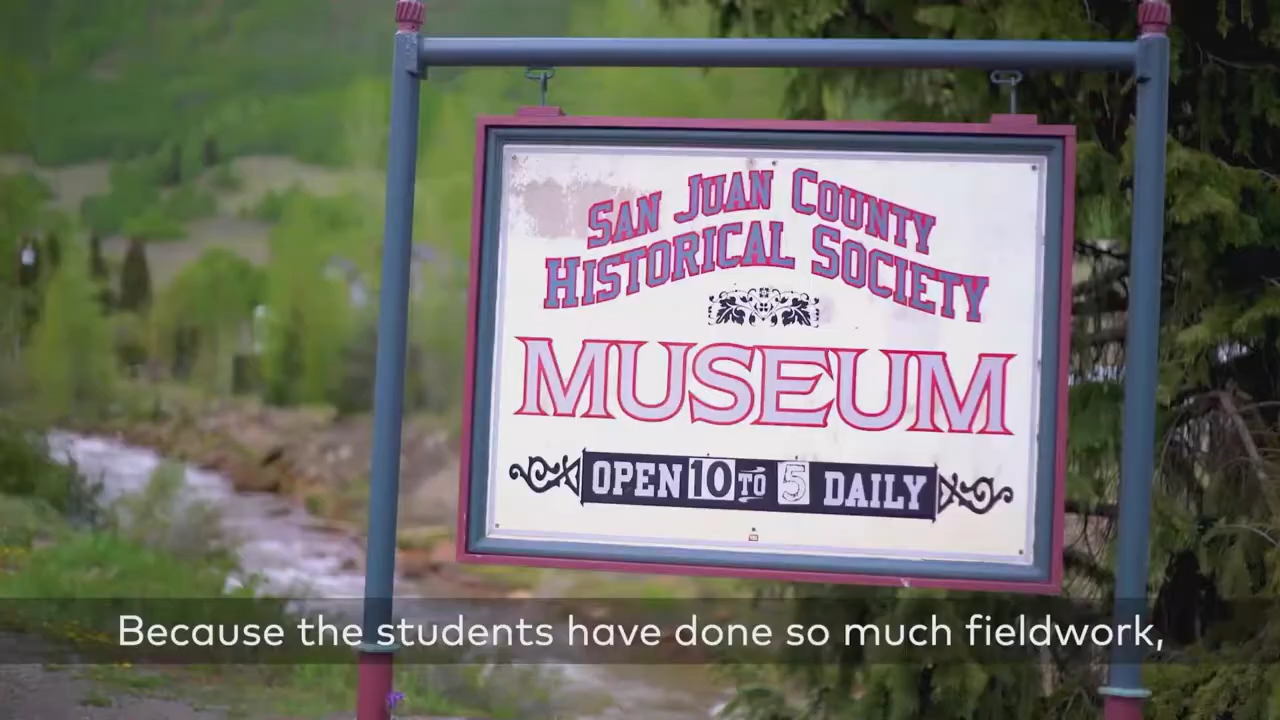 San Juan County
Historical Society
Museum
OPEN 10 TO 5 DAILY
Because the students have done so much fieldwork,